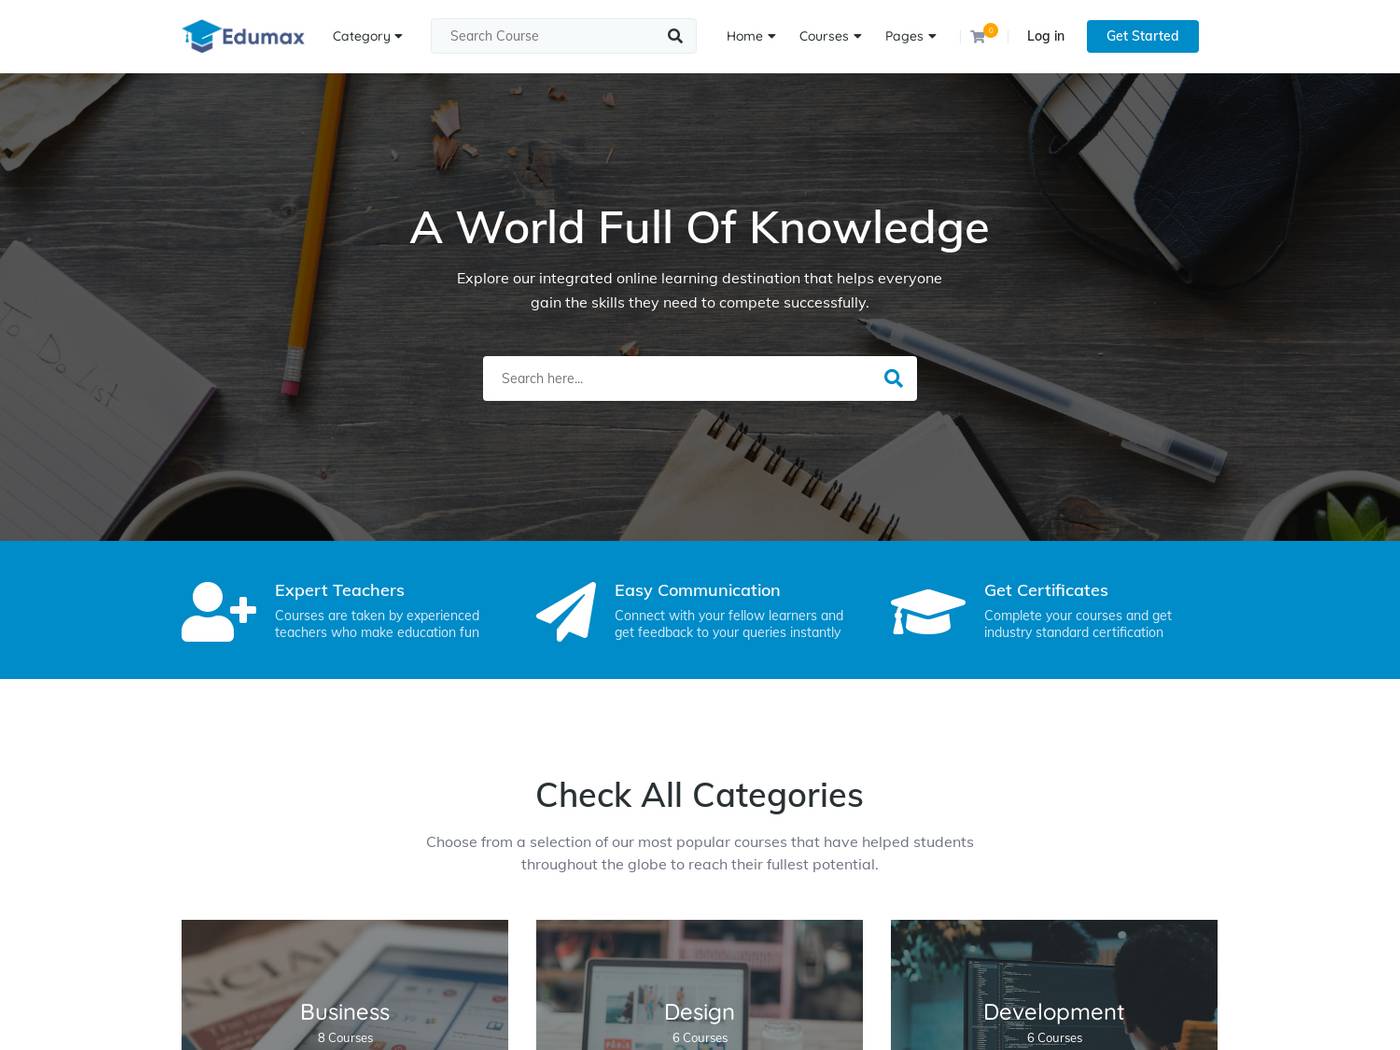 Edumax
Category
Search Course
Home
Courses
Pages
0
Log in
Get Started
A World Full Of Knowledge
Explore our integrated online learning destination that helps everyone
gain the skills they need to compete successfully.
To Do List
Search here...
Expert Teachers
Courses are taken by experienced
teachers who make education fun
Easy Communication
Connect with your fellow learners and
get feedback to your queries instantly
Get Certificates
Complete your courses and get
industry standard certification
Check All Categories
Choose from a selection of our most popular courses that have helped students
throughout the globe to reach their fullest potential.
Business
8 Courses
Design
6 Courses
Development
6 Courses